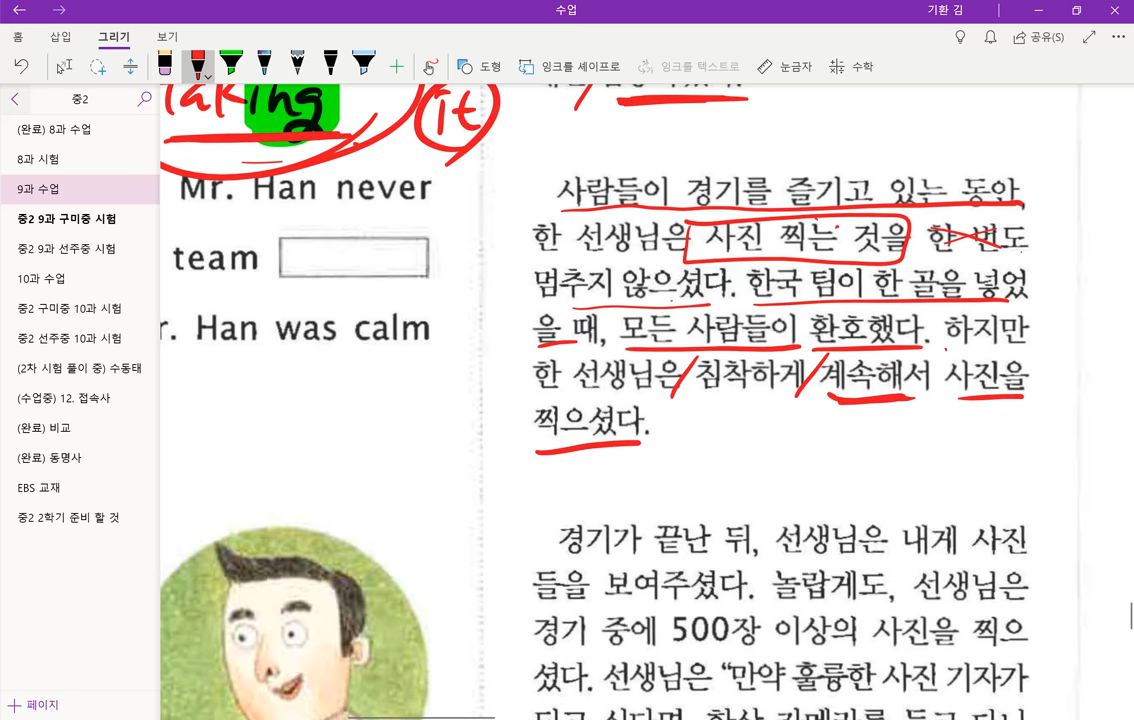 수업
기환 김
홈 삽입 그리기 보기
공유(S)
도형 잉크를 셰이프로 잉크를 텍스트로 눈금자 수학
중2
(완료) 8과 수업
8과 시험
9과 수업
중2 9과 구미중 시험
중2 9과 선주중 시험
10과 수업
중2 구미중 10과 시험
중2 선주중 10과 시험
(2차 시험 풀이 중) 수동태
(수업중) 12. 접속사
(완료) 비교
(완료) 동명사
EBS 교재
중2 2학기 준비 할 것
페이지
taking
it
Mr. Han never
team
r. Han was calm
사람들이 경기를 즐기고 있는 동안,
한 선생님은 사진 찍는 것을 한 번도
멈추지 않으셨다. 한국 팀이 한 골을 넣었
을 때, 모든 사람들이 환호했다. 하지만
한 선생님은 침착하게 계속해서 사진을
찍으셨다.
경기가 끝난 뒤, 선생님은 내게 사진
들을 보여주셨다. 놀랍게도, 선생님은
경기 중에 500장 이상의 사진을 찍으
셨다. 선생님은 “만약 훌륭한 사진 기자가